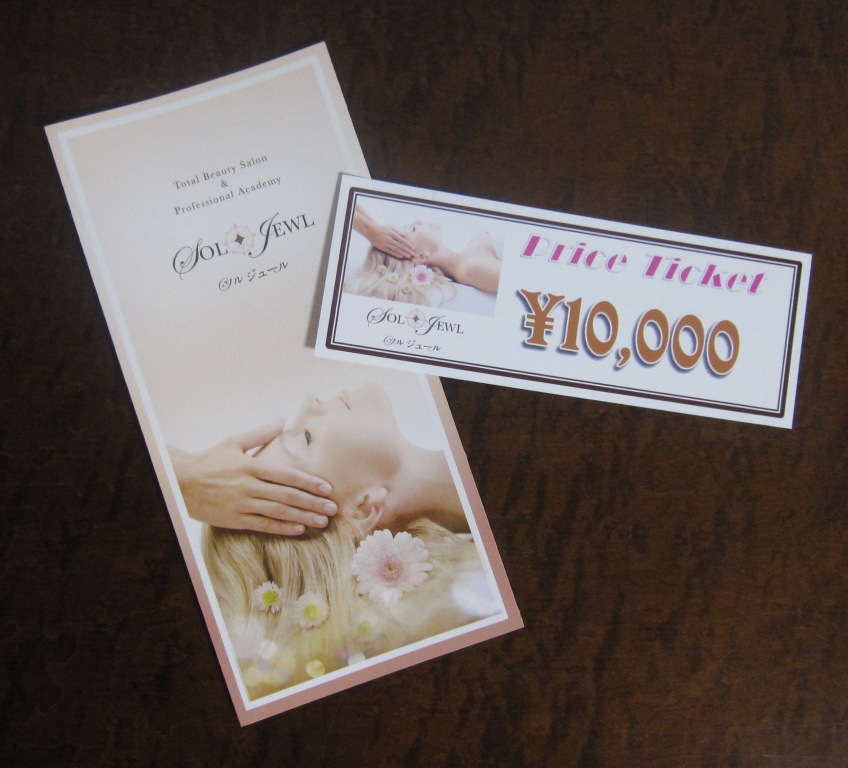 Total Beauty Salon
&
Professional Academy
SOL JEWL
ソル ジュール
Price Ticket
¥10,000
SOL JEWL
ソル ジュール